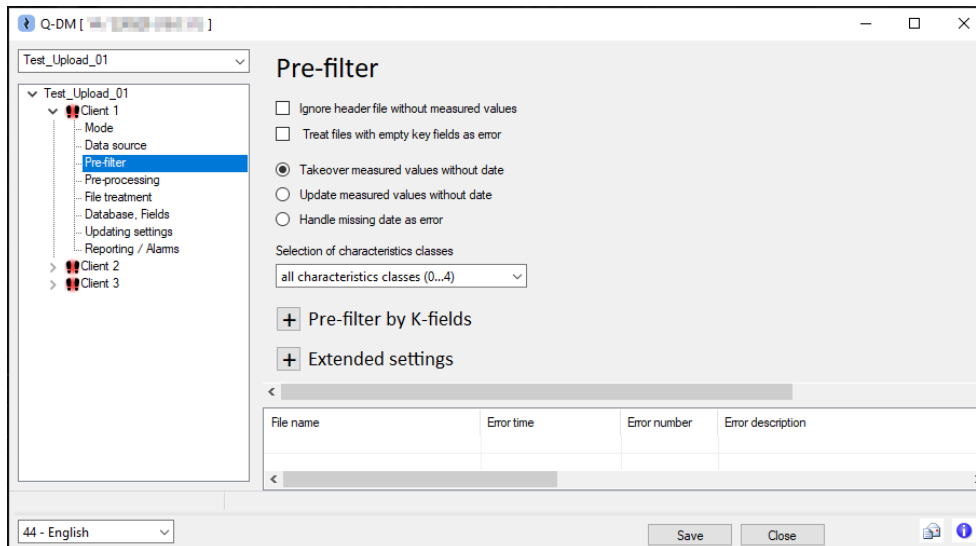 Q-DM [ ]
Test_Upload_01
Test_Upload_01
Client 1
Mode
Data source
Pre-filter
Pre-processing
File treatment
Database, Fields
Updating settings
Reporting / Alarms
Client 2
Client 3
Pre-filter
Ignore header file without measured values
Treat files with empty key fields as error
Takeover measured values without date
Update measured values without date
Handle missing date as error
Selection of characteristics classes
all characteristics classes (0...4)
+ Pre-filter by K-fields
+ Extended settings
File name Error time Error number Error description
44 - English
Save Close